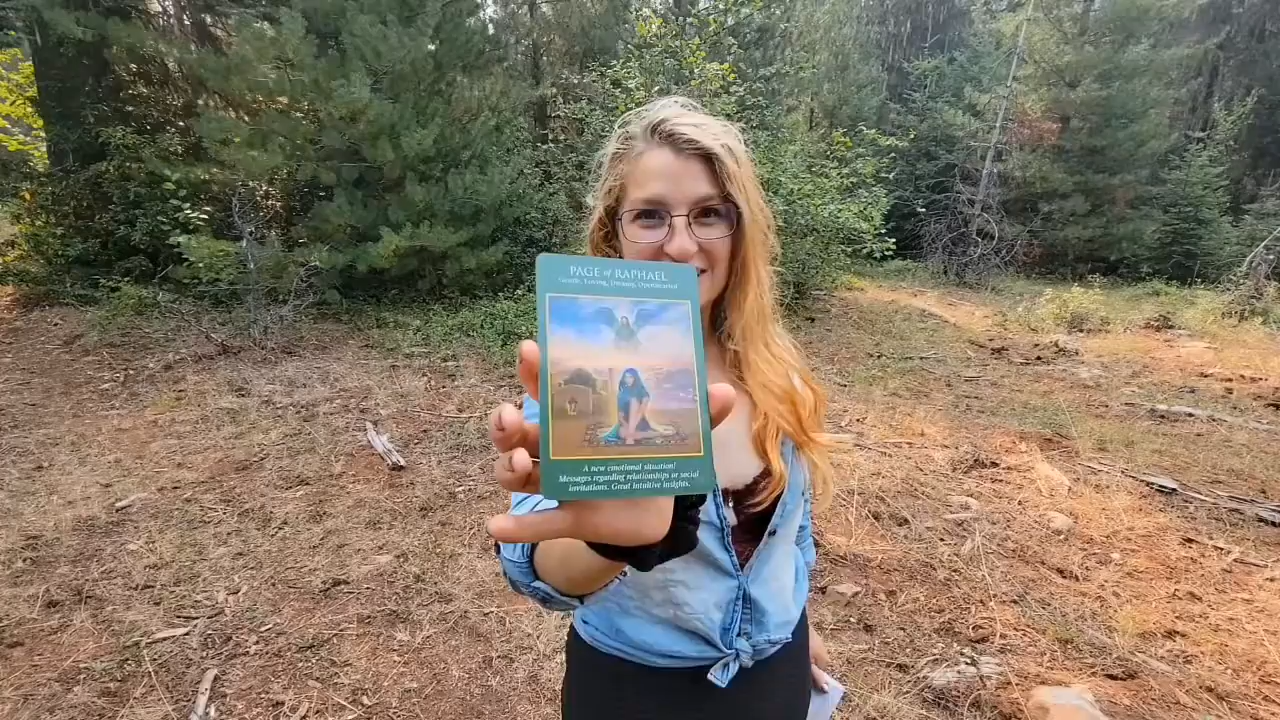 PAGE of RAPHAEL
Gentle, Loving, Dreamy, Openhearted
A new emotional situation!
Messages regarding relationships or social
invitations. Great intuitive insights.